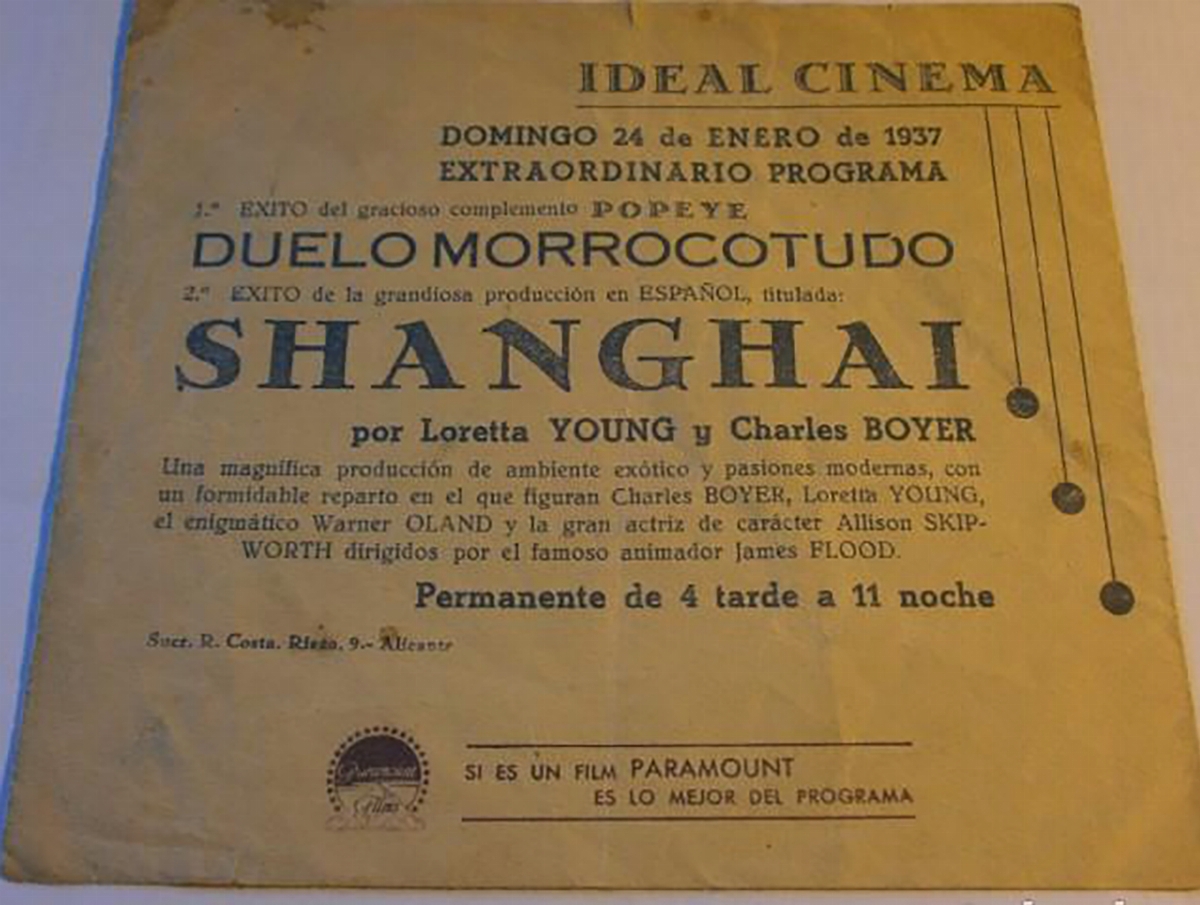 IDEAL CINEMA
DOMINGO 24 de ENERO de 1937
EXTRAORDINARIO PROGRAMA
1.º EXITO del gracioso complemento POPEYE
DUELO MORROCOTUDO
2.º EXITO de la grandiosa producción en ESPAÑOL, titulada:
SHANGHAI
por Loretta YOUNG y Charles BOYER
Una magnífica producción de ambiente exótico y pasiones modernas, con
un formidable reparto en el que figuran Charles BOYER, Loretta YOUNG,
el enigmático Warner OLAND y la gran actriz de carácter Allison SKIP-
WORTH dirigidos por el famoso animador James FLOOD.
Permanente de 4 tarde a 11 noche
Sucr. R. Costa. 9.- Alicante
Paramount
Films
SI ES UN FILM PARAMOUNT
ES LO MEJOR DEL PROGRAMA